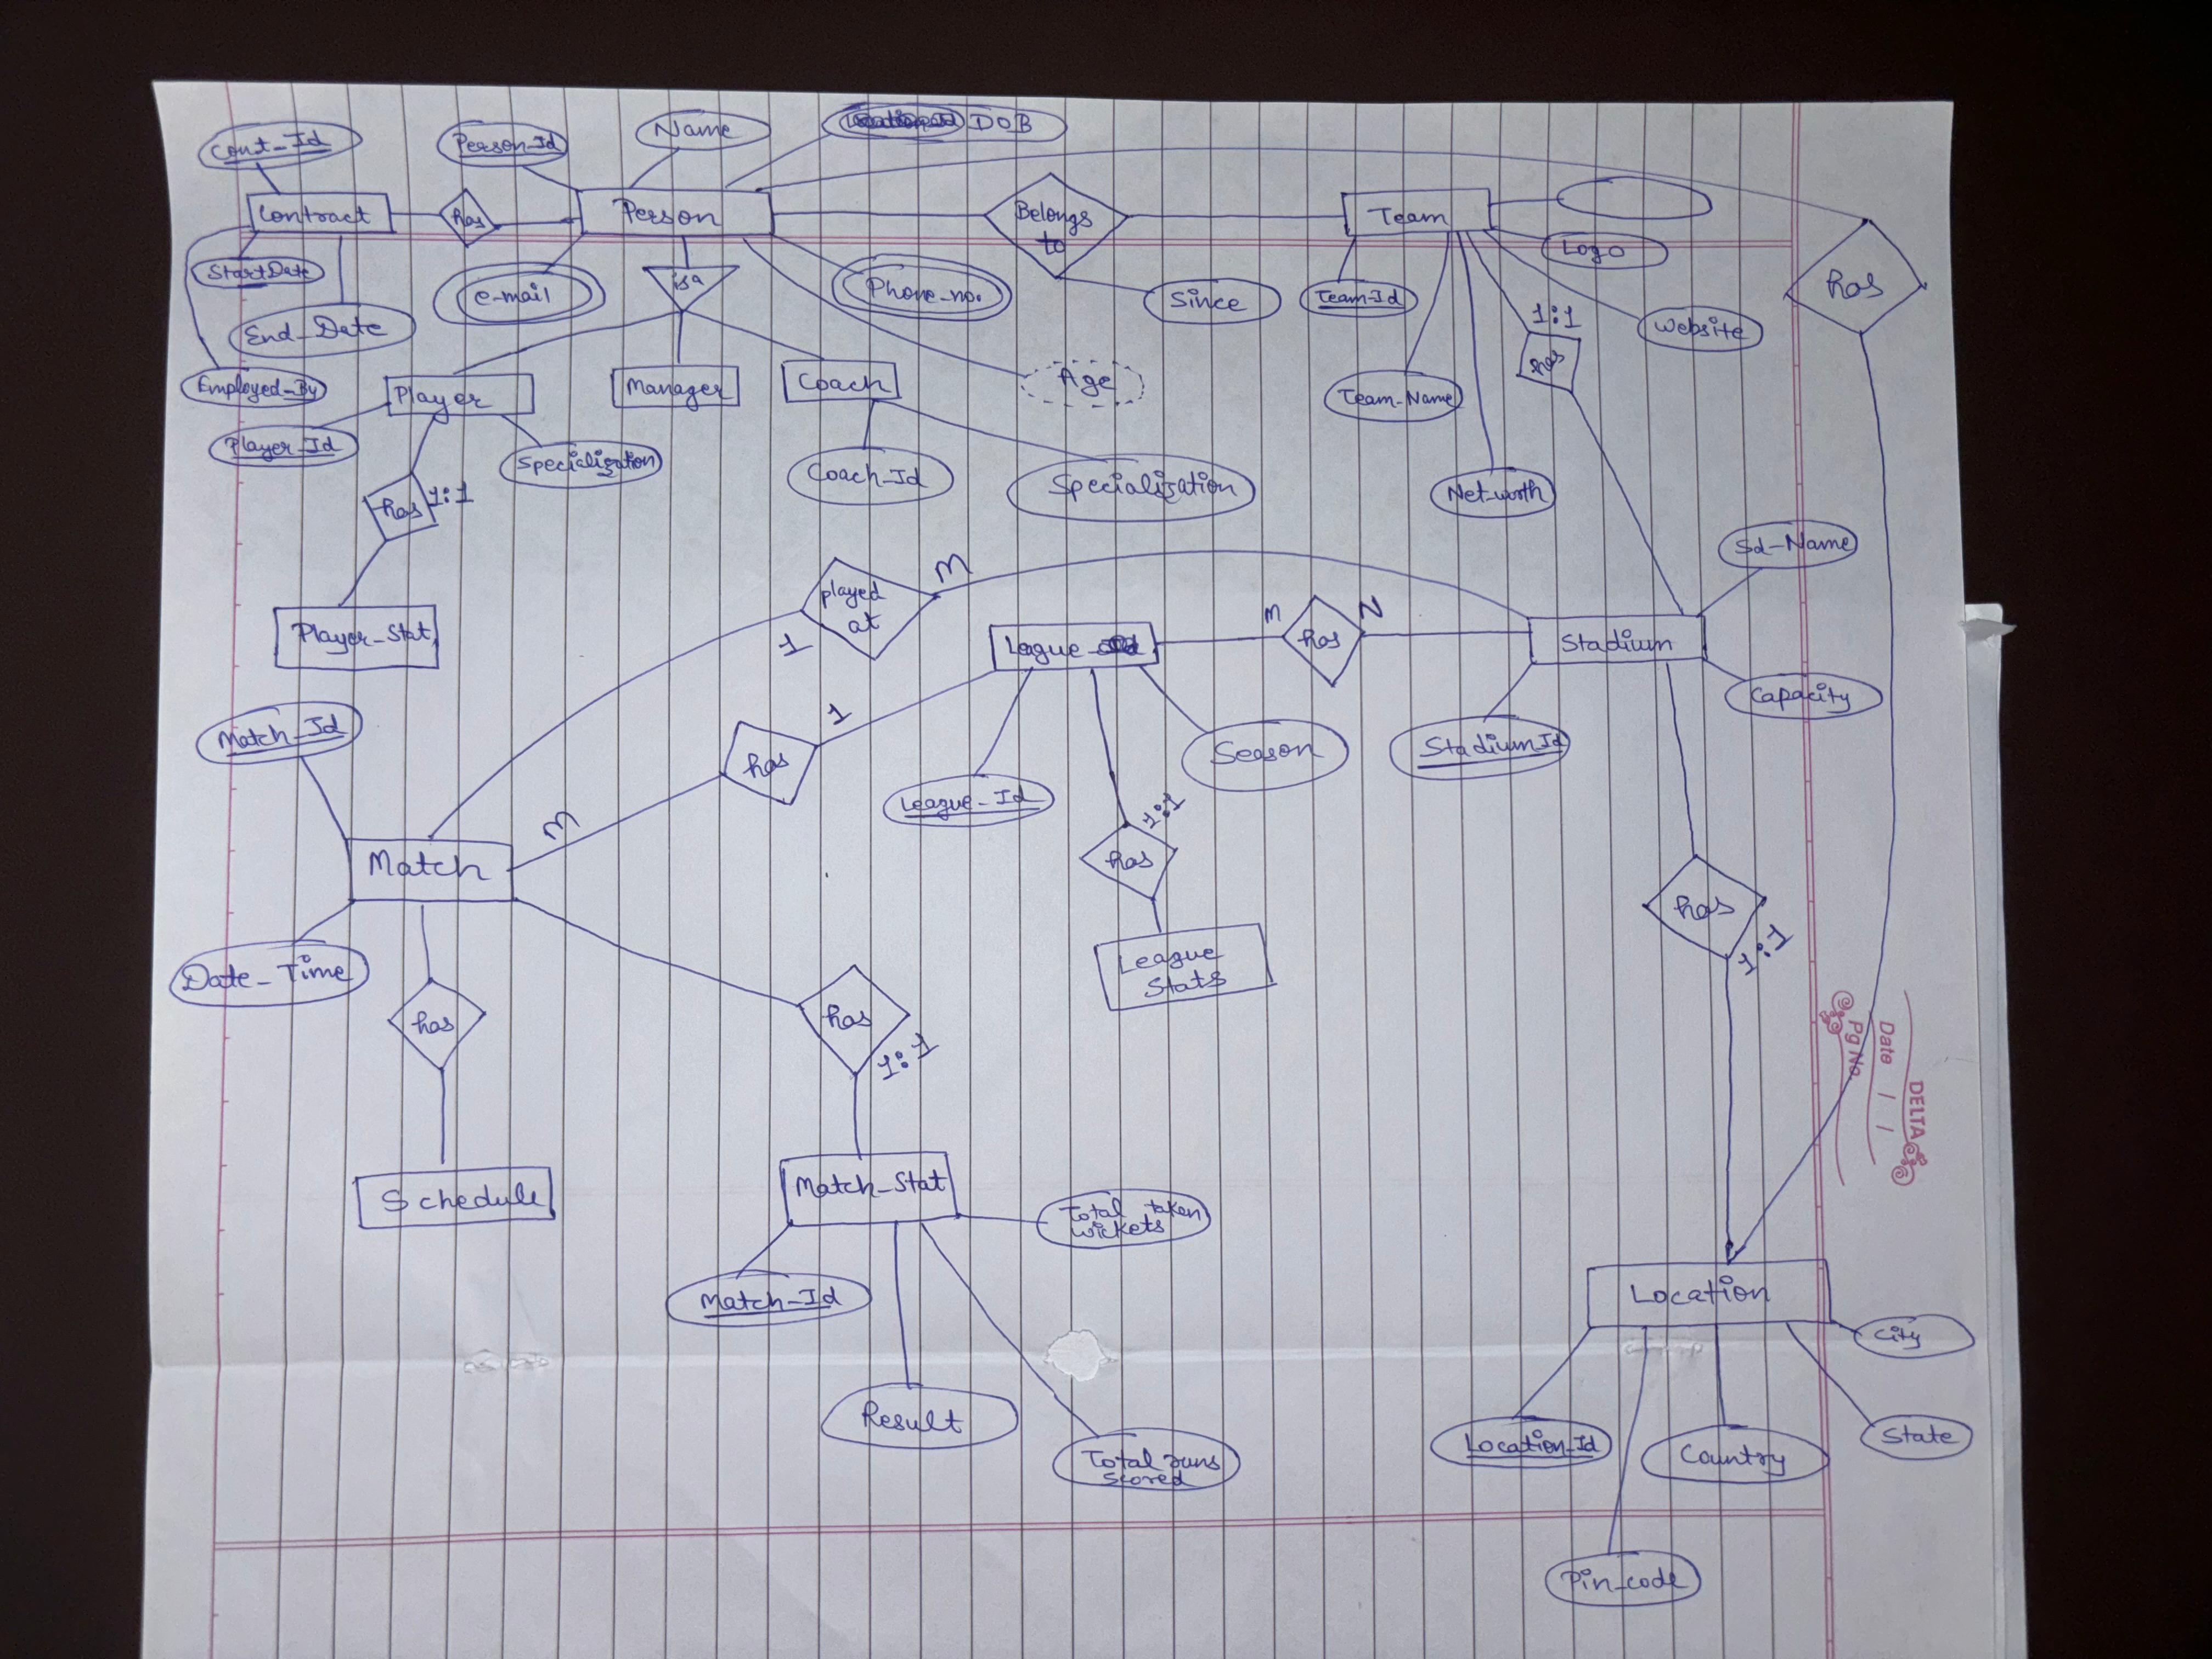 Cont_Id
Person_Id
Name
DOB
Contract
has
Person
Belongs
to
Team
Logo
has
StartDate
e-mail
isa
Phone_no.
Since
Team_Id
1:1
Website
End_Date
has
Employed_By
Player
Manager
Coach
Age
Team_Name
Player_Id
Specialization
Coach_Id
Specialization
Net_worth
has 1:1
Sd_Name
played
at
M
1
Player_Stat
League
M
has
N
Stadium
Capacity
Match_Id
1
has
Season
Stadium_Id
League_Id
M
1:1
Match
has
has
1:1
Date_Time
League
Stats
has
has
1:1
Date / /
Pg No.
DELTA
Schedule
Match_Stat
Total taken
wickets
Match_Id
Location
City
Result
Total runs
scored
Location_Id
Country
State
Pin_code